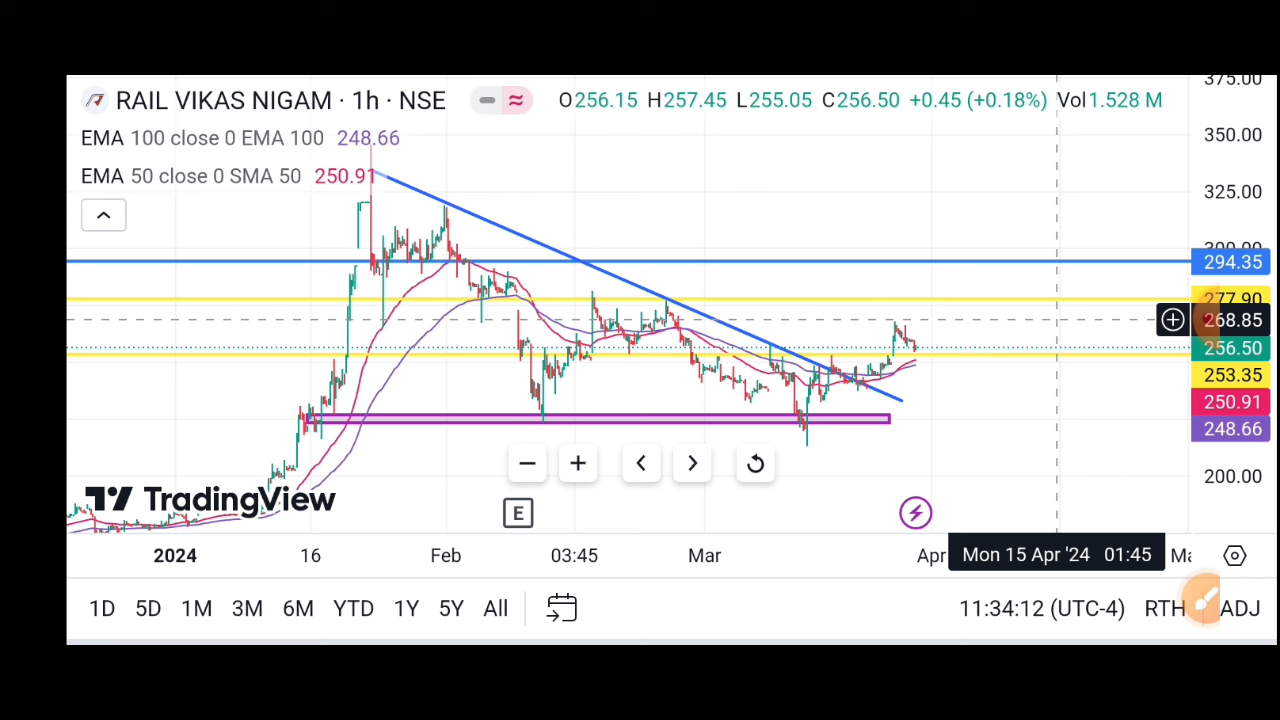 375.00
RAIL VIKAS NIGAM · 1h · NSE O256.15 H257.45 L255.05 C256.50 +0.45 (+0.18%) Vol1.528 M
EMA 100 close 0 EMA 100 248.66
350.00
EMA 50 close 0 SMA 50 250.91
325.00
300.00
294.35
277.90
268.85
256.50
253.35
250.91
248.66
200.00
TradingView
E
2024 16 Feb 03:45 Mar Apr Mon 15 Apr '24 01:45 Ma
1D 5D 1M 3M 6M YTD 1Y 5Y All 11:34:12 (UTC-4) RTH ADJ